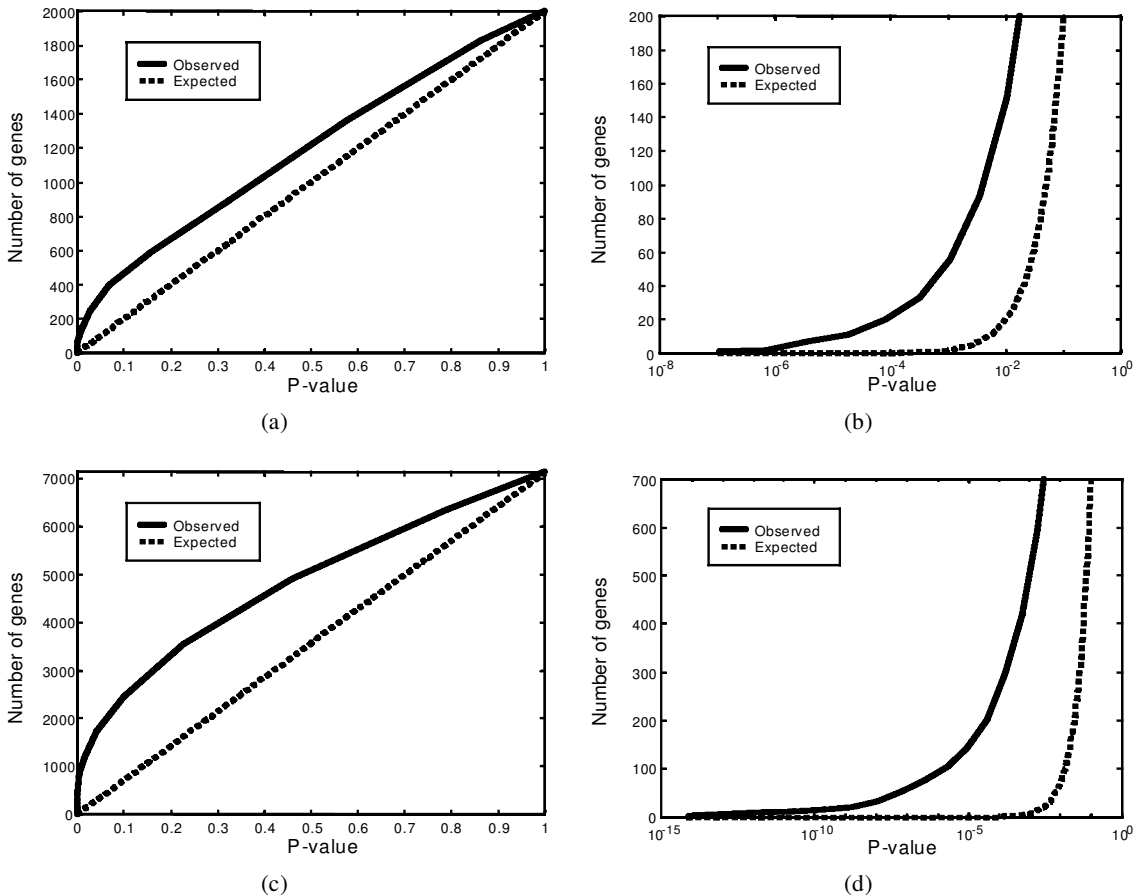 2000
1800
1600
1400
1200
1000
800
600
400
200
0
Number of genes
Observed
Expected
0 0.1 0.2 0.3 0.4 0.5 0.6 0.7 0.8 0.9 1
P-value
(a)
200
180
160
140
120
100
80
60
40
20
0
Number of genes
Observed
Expected
10-8 10-6 10-4 10-2 100
P-value
(b)
7000
6000
5000
4000
3000
2000
1000
0
Number of genes
Observed
Expected
0 0.1 0.2 0.3 0.4 0.5 0.6 0.7 0.8 0.9 1
P-value
(c)
700
600
500
400
300
200
100
0
Number of genes
Observed
Expected
10-15 10-10 10-5 100
P-value
(d)